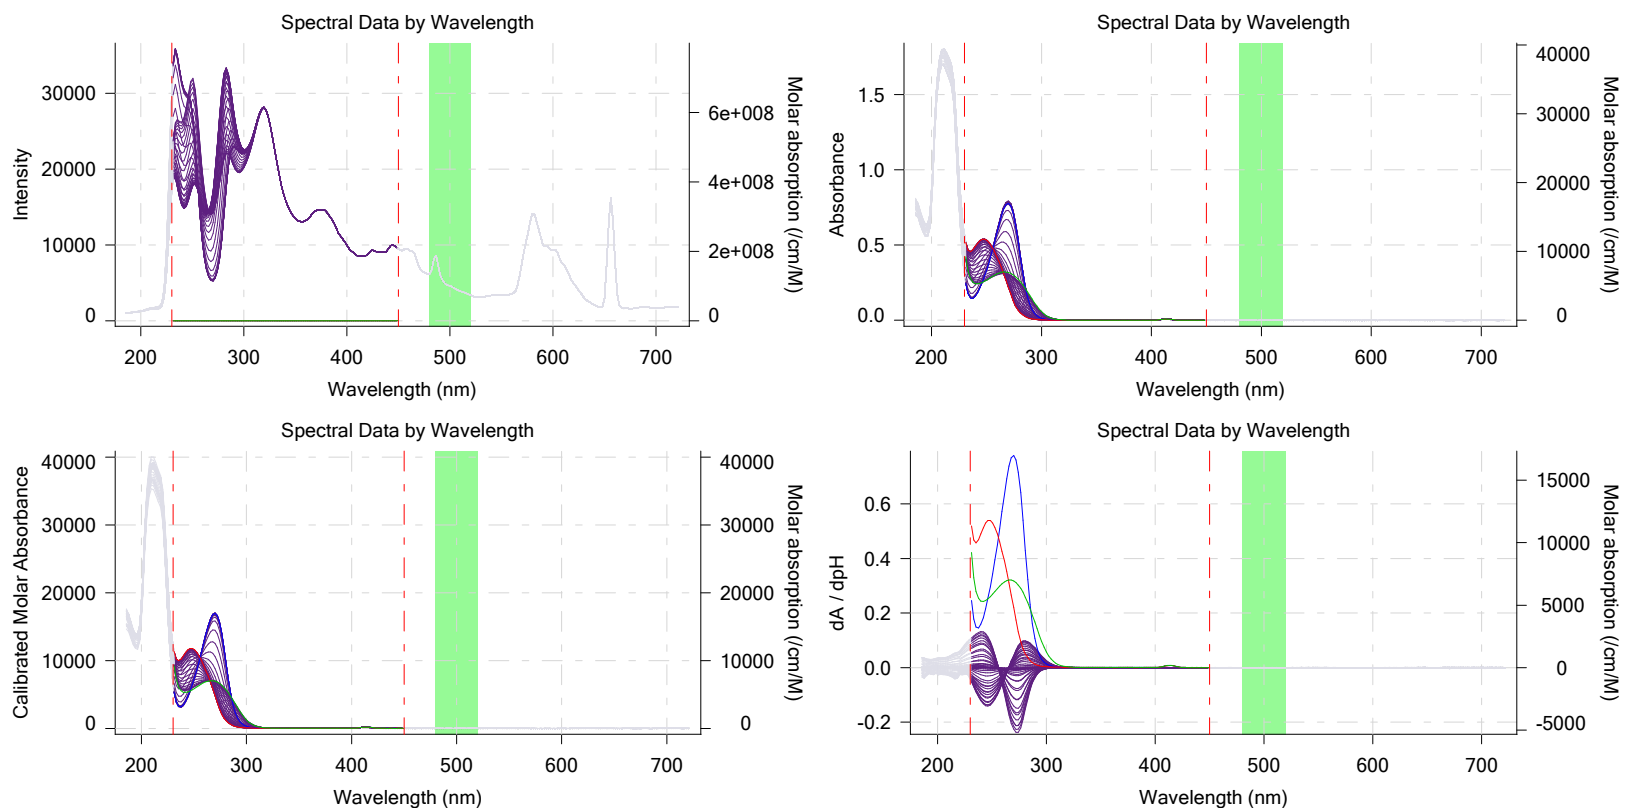 Spectral Data by Wavelength
Intensity
30000
20000
10000
0
6e+008
4e+008
2e+008
0
Molar absorption (/cm/M)
200 300 400 500 600 700
Wavelength (nm)
Spectral Data by Wavelength
Absorbance
1.5
1.0
0.5
0.0
40000
30000
20000
10000
0
Molar absorption (/cm/M)
200 300 400 500 600 700
Wavelength (nm)
Spectral Data by Wavelength
Calibrated Molar Absorbance
40000
30000
20000
10000
0
40000
30000
20000
10000
0
Molar absorption (/cm/M)
200 300 400 500 600 700
Wavelength (nm)
Spectral Data by Wavelength
dA / dpH
0.6
0.4
0.2
0.0
-0.2
15000
10000
5000
0
-5000
Molar absorption (/cm/M)
200 300 400 500 600 700
Wavelength (nm)